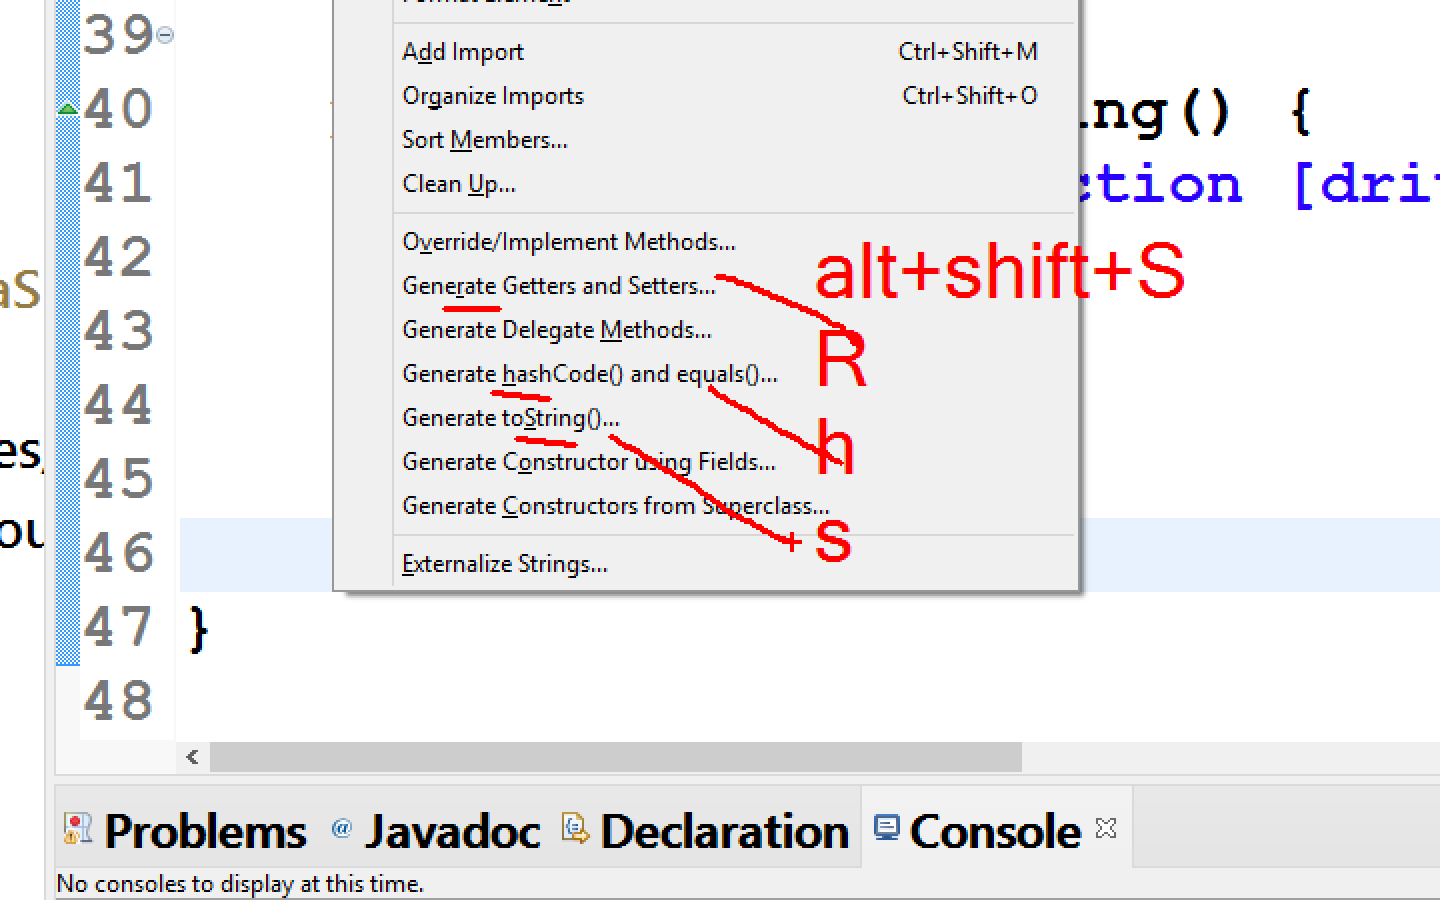 39
Add Import Ctrl+Shift+M
40
Organize Imports Ctrl+Shift+O
ing() {
Sort Members...
41
Clean Up...
ction [dri
42
Override/Implement Methods...
alt+shift+S
aS
Generate Getters and Setters...
43
Generate Delegate Methods...
R
Generate hashCode() and equals()...
44
Generate toString()...
h
es,
45
Generate Constructor using Fields...
Generate Constructors from Superclass...
ou
46
s
Externalize Strings...
47 }
48
Problems @ Javadoc Declaration Console
No consoles to display at this time.